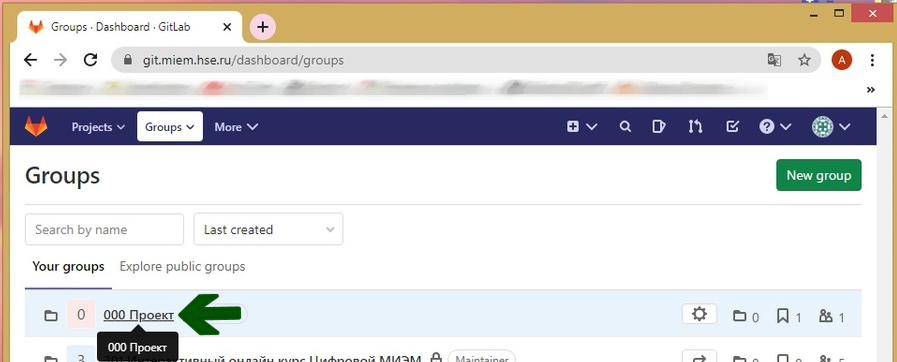 Groups · Dashboard · GitLab
git.miem.hse.ru/dashboard/groups
A
Projects Groups More
Groups
New group
Search by name
Last created
Your groups Explore public groups
0 000 Проект 0 1 1
000 Проект
3 онлайн курс Цифровой МИЭМ Maintainer